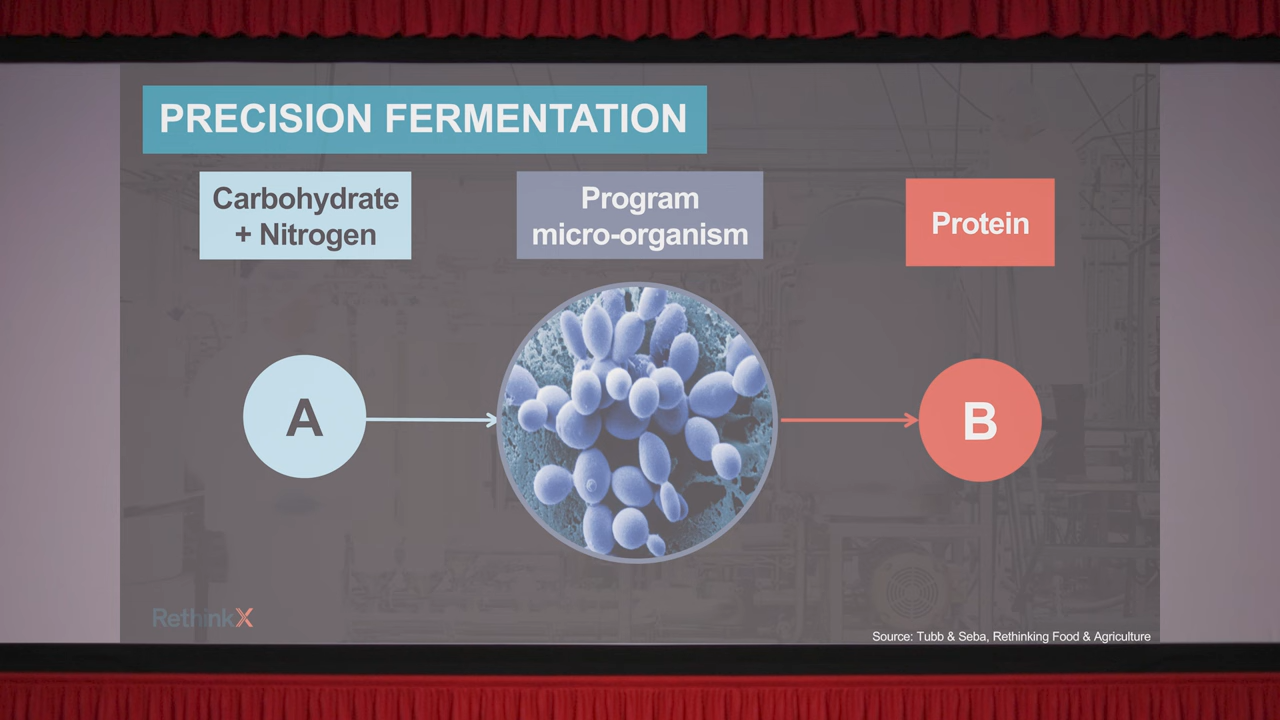 PRECISION FERMENTATION
Carbohydrate
+ Nitrogen
Program
micro-organism
Protein
A
B
RethinkX
Source: Tubb & Seba, Rethinking Food & Agriculture